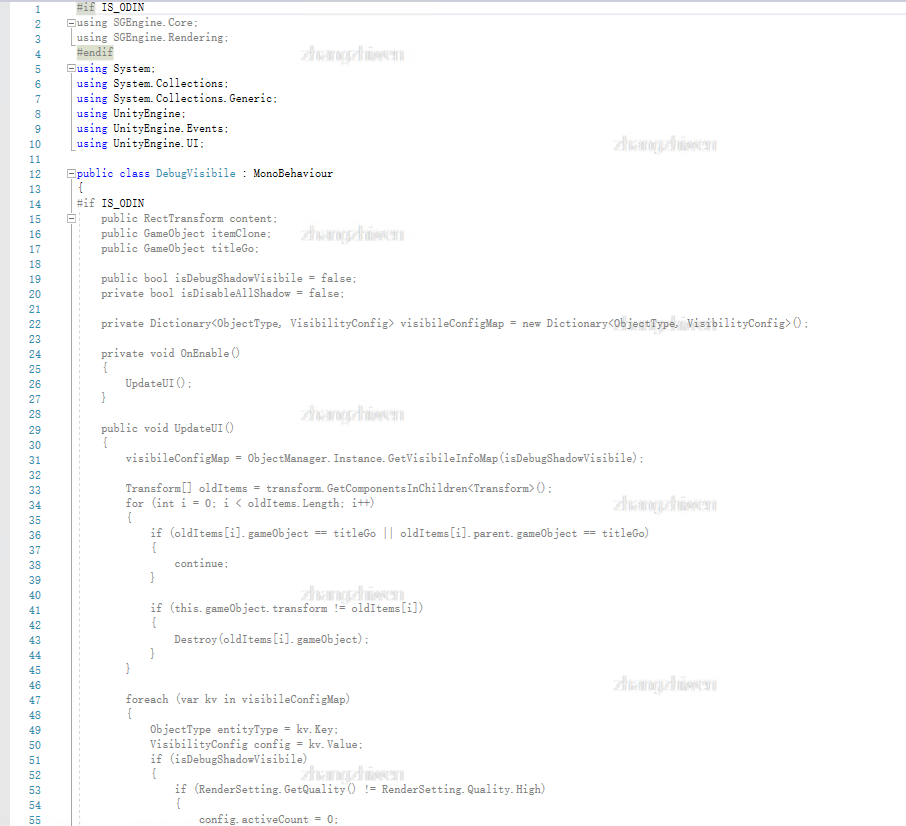 1 #if IS_ODIN
2 using SGEngine.Core;
3 using SGEngine.Rendering;
4 #endif
5 using System;
6 using System.Collections;
7 using System.Collections.Generic;
8 using UnityEngine;
9 using UnityEngine.Events;
10 using UnityEngine.UI;
11
12 public class DebugVisibile : MonoBehaviour
13 {
14 #if IS_ODIN
15 public RectTransform content;
16 public GameObject itemClone;
17 public GameObject titleGo;
18
19 public bool isDebugShadowVisibile = false;
20 private bool isDisableAllShadow = false;
21
22 private Dictionary<ObjectType, VisibilityConfig> visibileConfigMap = new Dictionary<ObjectType, VisibilityConfig>();
23
24 private void OnEnable()
25 {
26 UpdateUI();
27 }
28
29 public void UpdateUI()
30 {
31 visibileConfigMap = ObjectManager.Instance.GetVisibileInfoMap(isDebugShadowVisibile);
32
33 Transform[] oldItems = transform.GetComponentsInChildren<Transform>();
34 for (int i = 0; i < oldItems.Length; i++)
35 {
36 if (oldItems[i].gameObject == titleGo || oldItems[i].parent.gameObject == titleGo)
37 {
38 continue;
39 }
40
41 if (this.gameObject.transform != oldItems[i])
42 {
43 Destroy(oldItems[i].gameObject);
44 }
45 }
46
47 foreach (var kv in visibileConfigMap)
48 {
49 ObjectType entityType = kv.Key;
50 VisibilityConfig config = kv.Value;
51 if (isDebugShadowVisibile)
52 {
53 if (RenderSetting.GetQuality() != RenderSetting.Quality.High)
54 {
55 config.activeCount = 0;
zhangzhiwen
zhangzhiwen
zhangzhiwen
zhangzhiwen
zhangzhiwen
zhangzhiwen
zhangzhiwen
zhangzhiwen
zhangzhiwen